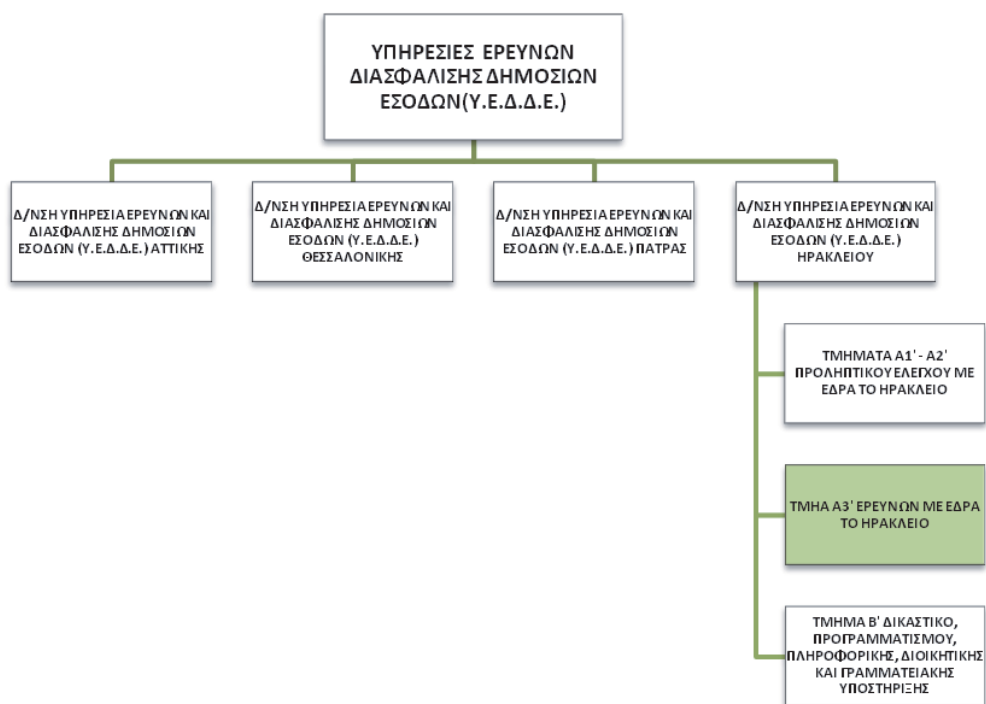 ΥΠΗΡΕΣΙΕΣ ΕΡΕΥΝΩΝ
ΔΙΑΣΦΑΛΙΣΗΣ ΔΗΜΟΣΙΩΝ
ΕΣΟΔΩΝ(Υ.Ε.Δ.Δ.Ε.)
Δ/ΝΣΗ ΥΠΗΡΕΣΙΑ ΕΡΕΥΝΩΝ ΚΑΙ
ΔΙΑΣΦΑΛΙΣΗΣ ΔΗΜΟΣΙΩΝ
ΕΣΟΔΩΝ (Υ.Ε.Δ.Δ.Ε.) ΑΤΤΙΚΗΣ
Δ/ΝΣΗ ΥΠΗΡΕΣΙΑ ΕΡΕΥΝΩΝ ΚΑΙ
ΔΙΑΣΦΑΛΙΣΗΣ ΔΗΜΟΣΙΩΝ
ΕΣΟΔΩΝ (Υ.Ε.Δ.Δ.Ε.)
ΘΕΣΣΑΛΟΝΙΚΗΣ
Δ/ΝΣΗ ΥΠΗΡΕΣΙΑ ΕΡΕΥΝΩΝ ΚΑΙ
ΔΙΑΣΦΑΛΙΣΗΣ ΔΗΜΟΣΙΩΝ
ΕΣΟΔΩΝ (Υ.Ε.Δ.Δ.Ε.) ΠΑΤΡΑΣ
Δ/ΝΣΗ ΥΠΗΡΕΣΙΑ ΕΡΕΥΝΩΝ ΚΑΙ
ΔΙΑΣΦΑΛΙΣΗΣ ΔΗΜΟΣΙΩΝ
ΕΣΟΔΩΝ (Υ.Ε.Δ.Δ.Ε.)
ΗΡΑΚΛΕΙΟΥ
ΤΜΗΜΑΤΑ Α1' - Α2'
ΠΡΟΛΗΠΤΙΚΟΥ ΕΛΕΓΧΟΥ ΜΕ
ΕΔΡΑ ΤΟ ΗΡΑΚΛΕΙΟ
ΤΜΗΑ Α3' ΕΡΕΥΝΩΝ ΜΕ ΕΔΡΑ
ΤΟ ΗΡΑΚΛΕΙΟ
ΤΜΗΜΑ Β' ΔΙΚΑΣΤΙΚΟ,
ΠΡΟΓΡΑΜΜΑΤΙΣΜΟΥ,
ΠΛΗΡΟΦΟΡΙΚΗΣ, ΔΙΟΙΚΗΤΙΚΗΣ
ΚΑΙ ΓΡΑΜΜΑΤΕΙΑΚΗΣ
ΥΠΟΣΤΗΡΙΞΗΣ